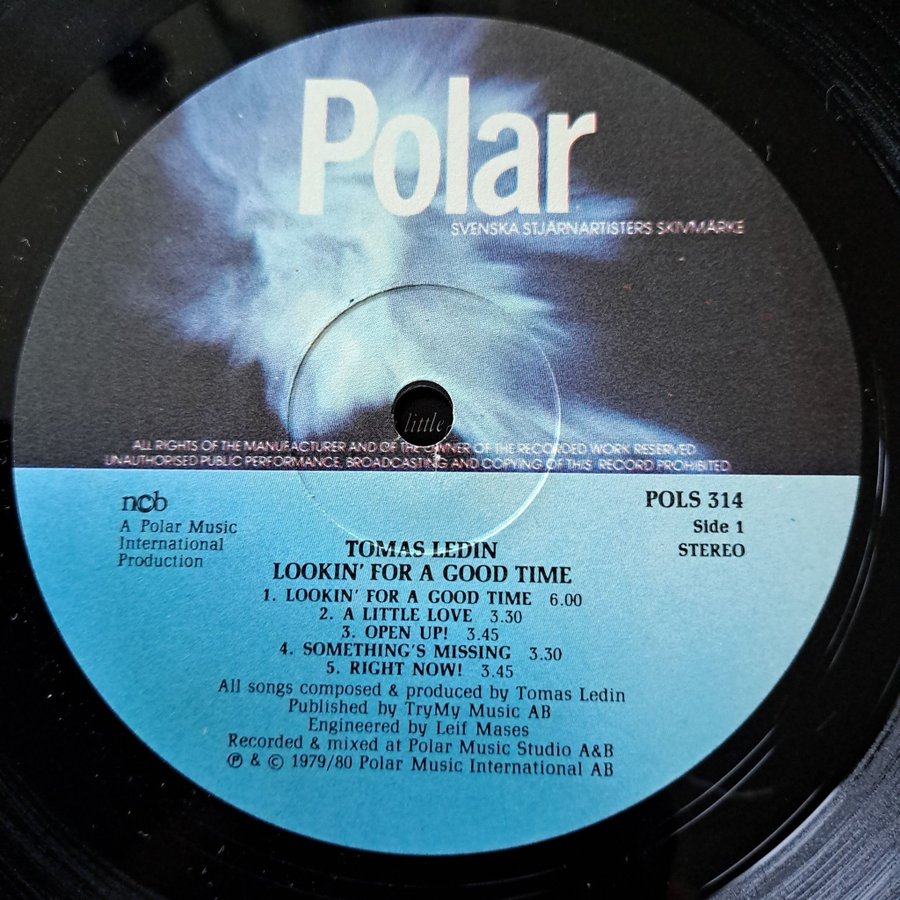 Polar
SVENSKA STJÄRNARTISTERS SKIVMÄRKE
little
ALL RIGHTS OF THE MANUFACTURER AND OF THE OWNER OF THE RECORDED WORK RESERVED
UNAUTHORISED PUBLIC PERFORMANCE, BROADCASTING AND COPYING OF THIS RECORD PROHIBITED
ncb
A Polar Music
International
Production
POLS 314
Side 1
STEREO
TOMAS LEDIN
LOOKIN' FOR A GOOD TIME
1. LOOKIN' FOR A GOOD TIME 6.00
2. A LITTLE LOVE 3.30
3. OPEN UP! 3.45
4. SOMETHING'S MISSING 3.30
5. RIGHT NOW! 3.45
All songs composed & produced by Tomas Ledin
Published by TryMy Music AB
Engineered by Leif Mases
Recorded & mixed at Polar Music Studio A&B
℗ & © 1979/80 Polar Music International AB